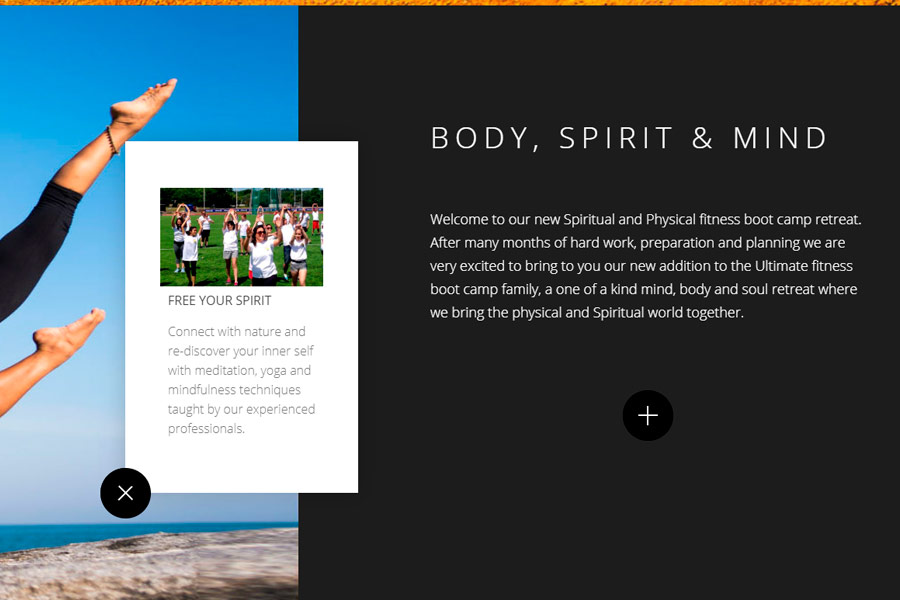 BODY, SPIRIT & MIND
Welcome to our new Spiritual and Physical fitness boot camp retreat.
After many months of hard work, preparation and planning we are
very excited to bring to you our new addition to the Ultimate fitness
boot camp family, a one of a kind mind, body and soul retreat where
we bring the physical and Spiritual world together.
FREE YOUR SPIRIT
Connect with nature and
re-discover your inner self
with meditation, yoga and
mindfulness techniques
taught by our experienced
professionals.